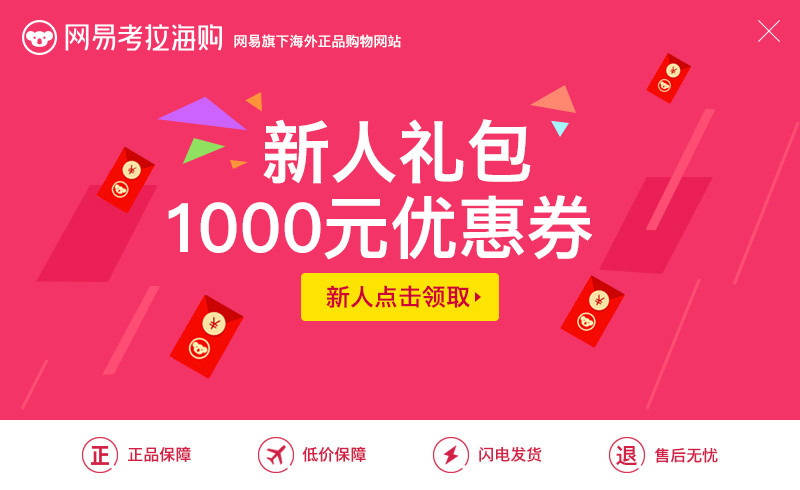 网易考拉海购 网易旗下海外正品购物网站
新人礼包
1000元优惠券
新人点击领取
正 正品保障 低价保障 闪电发货 退 售后无忧